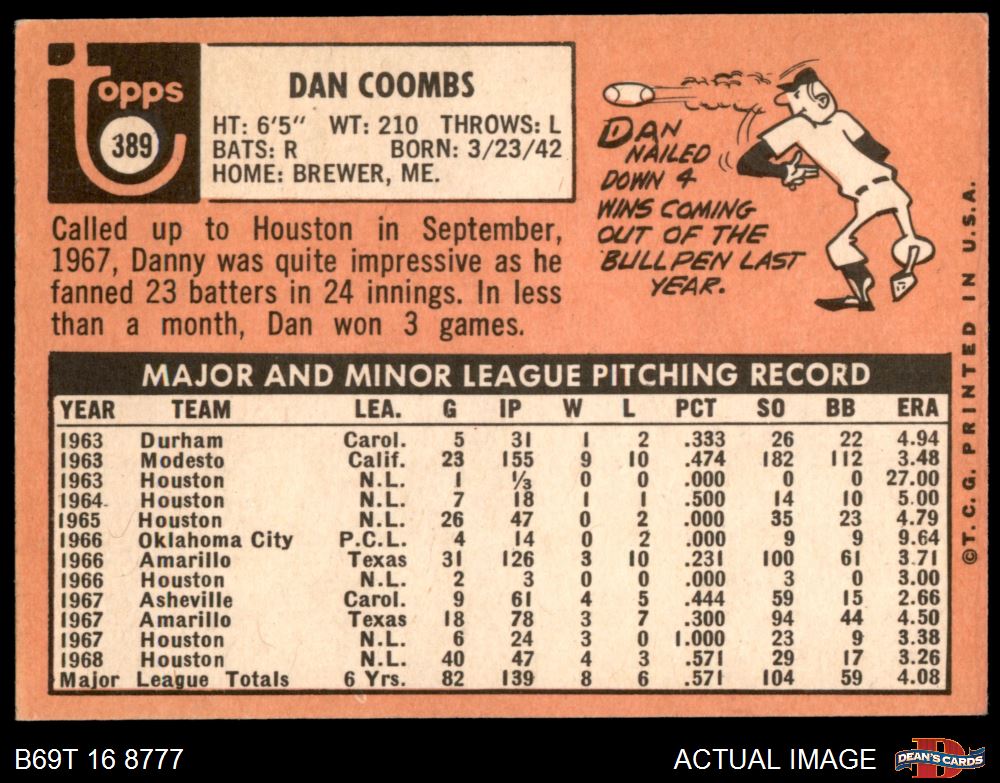 Topps
389
DAN COOMBS
HT: 6'5" WT: 210 THROWS: L
BATS: R BORN: 3/23/42
HOME: BREWER, ME.
Called up to Houston in September,
1967, Danny was quite impressive as he
fanned 23 batters in 24 innings. In less
than a month, Dan won 3 games.
DAN
NAILED
DOWN 4
WINS COMING
OUT OF THE
BULLPEN LAST
YEAR.
MAJOR AND MINOR LEAGUE PITCHING RECORD
YEAR TEAM LEA. G IP W L PCT SO BB ERA
1963 Durham Carol. 5 31 1 2 .333 26 22 4.94
1963 Modesto Calif. 23 155 9 10 .474 182 112 3.48
1963 Houston N.L. 1 1/3 0 0 .000 0 0 27.00
1964 Houston N.L. 7 18 1 1 .500 14 10 5.00
1965 Houston N.L. 26 47 0 2 .000 35 23 4.79
1966 Oklahoma City P.C.L. 4 14 0 2 .000 9 9 9.64
1966 Amarillo Texas 31 126 3 10 .231 100 61 3.71
1966 Houston N.L. 2 3 0 0 .000 3 0 3.00
1967 Asheville Carol. 9 61 4 5 .444 59 15 2.66
1967 Amarillo Texas 18 78 3 7 .300 94 44 4.50
1967 Houston N.L. 6 24 3 0 1.000 23 9 3.38
1968 Houston N.L. 40 47 4 3 .571 29 17 3.26
Major League Totals 6 Yrs. 82 139 8 6 .571 104 59 4.08
©T.C.G. PRINTED IN U.S.A.
B69T 16 8777
ACTUAL IMAGE
D
DEAN'S CARDS